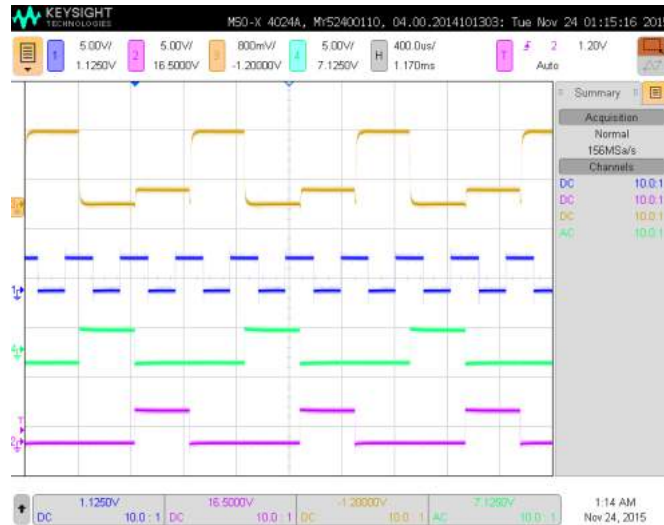 KEYSIGHT
TECHNOLOGIES
MSO-X 4024A, MY52400110, 04.00.2014101303: Tue Nov 24 01:15:16 2015
1 5.00V/ 2 5.00V/ 3 800mV/ 4 5.00V/ H 400.0us/ T 2 1.20V
1.1250V 16.5000V -1.20000V 7.1250V 1.170ms Auto
Summary
Acquisition
Normal
156MSa/s
Channels
DC 10.0:1
DC 10.0:1
DC 10.0:1
AC 10.0:1
1.1250V 16.5000V -1.20000V 7.1250V
DC 10.0 : 1 DC 10.0 : 1 DC 10.0 : 1 AC 10.0 : 1
1:14 AM
Nov 24, 2015